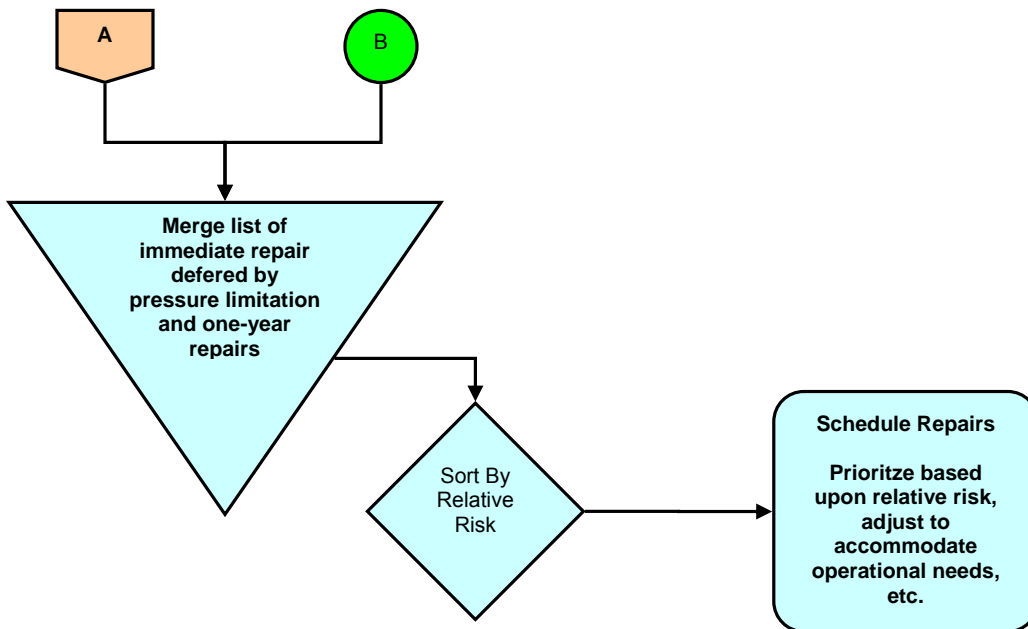 A
B
Merge list of
immediate repair
defered by
pressure limitation
and one-year
repairs
Sort By
Relative
Risk
Schedule Repairs
Prioritze based
upon relative risk,
adjust to
accommodate
operational needs,
etc.